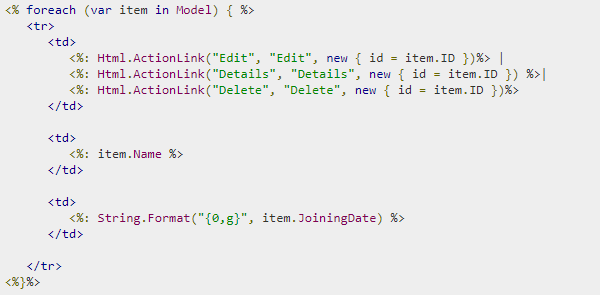 <% foreach (var item in Model) { %>
<tr>
<td>
<%: Html.ActionLink("Edit", "Edit", new { id = item.ID })%> |
<%: Html.ActionLink("Details", "Details", new { id = item.ID }) %>|
<%: Html.ActionLink("Delete", "Delete", new { id = item.ID })%>
</td>
<td>
<%: item.Name %>
</td>
<td>
<%: String.Format("{0,g}", item.JoiningDate) %>
</td>
</tr>
<%}%>